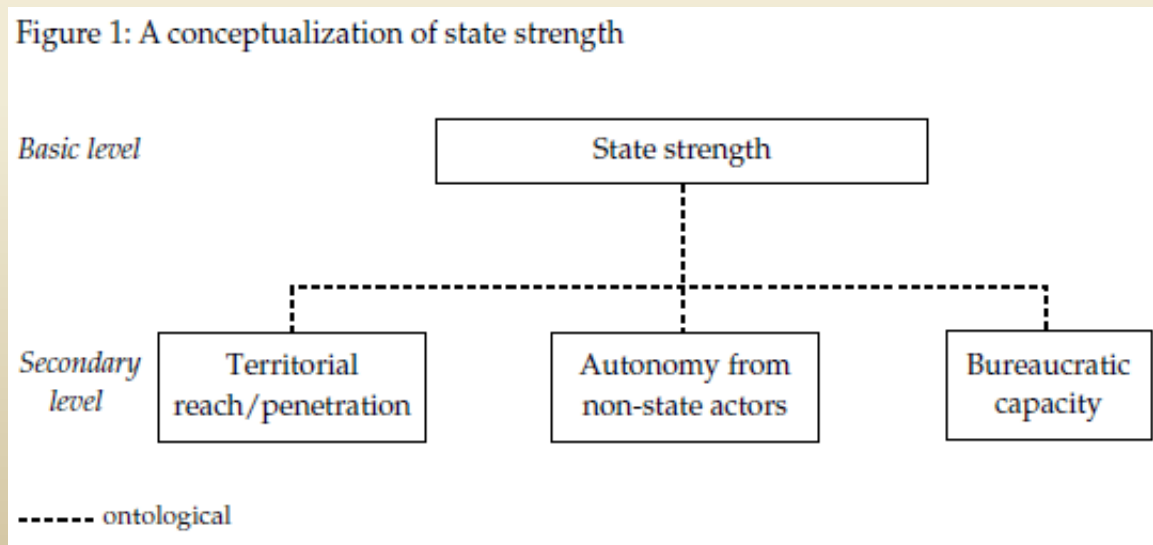 Figure 1: A conceptualization of state strength
Basic level
State strength
Secondary
level
Territorial
reach/penetration
Autonomy from
non-state actors
Bureaucratic
capacity
ontological